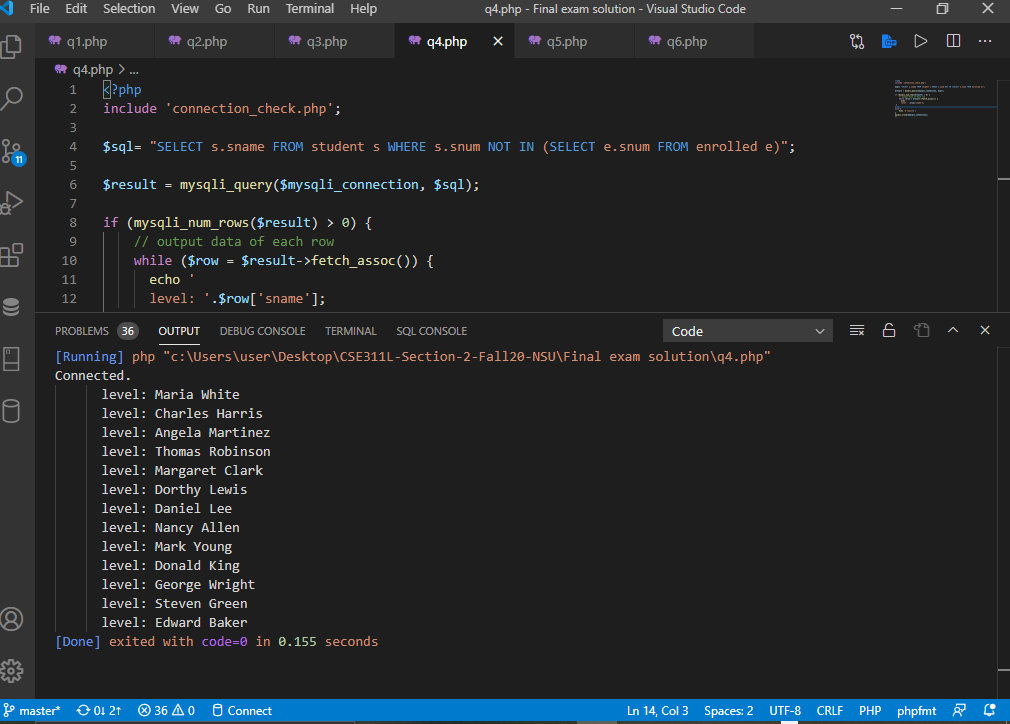 File Edit Selection View Go Run Terminal Help q4.php - Final exam solution - Visual Studio Code
q1.php q2.php q3.php q4.php q5.php q6.php
q4.php > ...
1 <?php
2 include 'connection_check.php';
3
4 $sql= "SELECT s.sname FROM student s WHERE s.snum NOT IN (SELECT e.snum FROM enrolled e)";
5
6 $result = mysqli_query($mysqli_connection, $sql);
7
8 if (mysqli_num_rows($result) > 0) {
9 // output data of each row
10 while ($row = $result->fetch_assoc()) {
11 echo '
12 level: '.$row['sname'];
11
PROBLEMS 36 OUTPUT DEBUG CONSOLE TERMINAL SQL CONSOLE Code
[Running] php "c:\Users\user\Desktop\CSE311L-Section-2-Fall20-NSU\Final exam solution\q4.php"
Connected.
level: Maria White
level: Charles Harris
level: Angela Martinez
level: Thomas Robinson
level: Margaret Clark
level: Dorthy Lewis
level: Daniel Lee
level: Nancy Allen
level: Mark Young
level: Donald King
level: George Wright
level: Steven Green
level: Edward Baker
[Done] exited with code=0 in 0.155 seconds
master* 0↓ 2↑ 36 0 Connect Ln 14, Col 3 Spaces: 2 UTF-8 CRLF PHP phpfmt